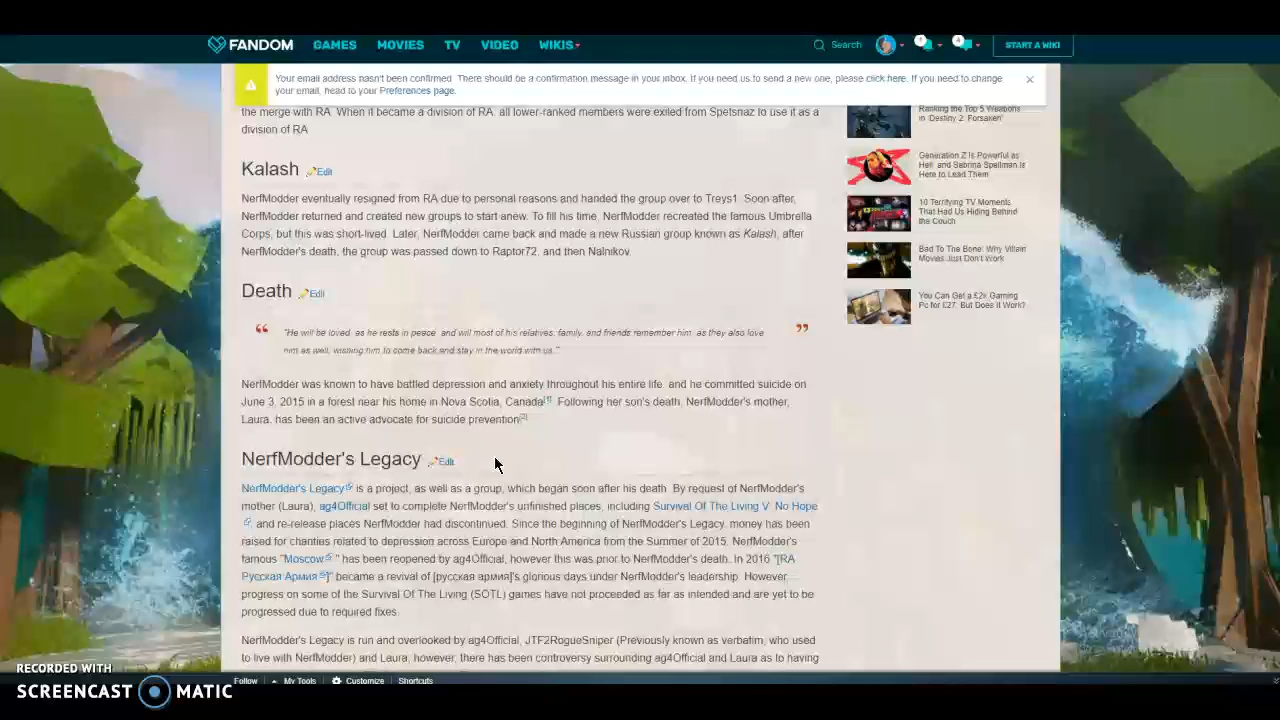 FANDOM GAMES MOVIES TV VIDEO WIKIS Search START A WIKI
Your email address hasn't been confirmed. There should be a confirmation message in your inbox. If you need us to send a new one, please click here. If you need to change
your email, head to your Preferences page.
the merge with RA. When it became a division of RA, all lower-ranked members were exiled from Spetsnaz to use it as a
division of RA
Kalash Edit
NerfModder eventually resigned from RA due to personal reasons and handed the group over to Treys1. Soon after,
NerfModder returned and created new groups to start anew. To fill his time, NerfModder recreated the famous Umbrella
Corps, but this was short-lived. Later, NerfModder came back and made a new Russian group known as Kalash, after
NerfModder's death, the group was passed down to Raptor72, and then Nalnikov.
Death Edit
“ "He will be loved, as he rests in peace, and will most of his relatives, family, and friends remember him, as they also love ”
him as well, wishing him to come back and stay in the world with us."
NerfModder was known to have battled depression and anxiety throughout his entire life, and he committed suicide on
June 3, 2015 in a forest near his home in Nova Scotia, Canada[1]. Following her son's death, NerfModder's mother,
Laura, has been an active advocate for suicide prevention[2]
NerfModder's Legacy Edit
NerfModder's Legacy is a project, as well as a group, which began soon after his death. By request of NerfModder's
mother (Laura), ag4Official set to complete NerfModder's unfinished places, including Survival Of The Living V: No Hope
and re-release places NerfModder had discontinued. Since the beginning of NerfModder's Legacy, money has been
raised for charities related to depression across Europe and North America from the Summer of 2015. NerfModder's
famous "Moscow " has been reopened by ag4Official, however this was prior to NerfModder's death. In 2016 "[RA
Русская Армия ]" became a revival of [русская армия]'s glorious days under NerfModder's leadership. However,
progress on some of the Survival Of The Living (SOTL) games have not proceeded as far as intended and are yet to be
progressed due to required fixes.
NerfModder's Legacy is run and overlooked by ag4Official, JTF2RogueSniper (Previously known as verbatim, who used
to live with NerfModder) and Laura, however, there has been controversy surrounding ag4Official and Laura as to having
Ranking the Top 5 Weapons
in 'Destiny 2: Forsaken'
Generation Z Is Powerful as
Hell, and Sabrina Spellman Is
Here to Lead Them
10 Terrifying TV Moments
That Had Us Hiding Behind
the Couch
Bad To The Bone: Why Villain
Movies Just Don't Work
You Can Get a £2k Gaming
Pc for £27, But Does It Work?
Follow My Tools Customize Shortcuts
RECORDED WITH
SCREENCAST MATIC